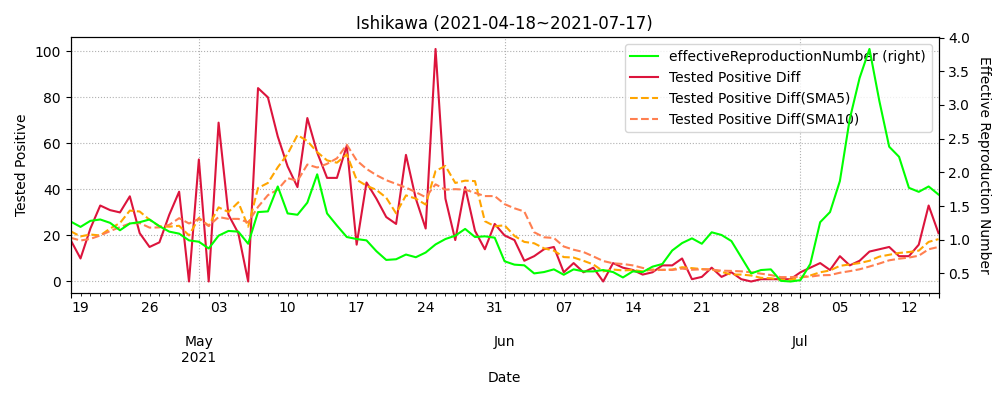 Ishikawa (2021-04-18~2021-07-17)
effectiveReproductionNumber (right)
Tested Positive Diff
Tested Positive Diff(SMA5)
Tested Positive Diff(SMA10)
Tested Positive
100
80
60
40
20
0
4.0
3.5
3.0
2.5
2.0
1.5
1.0
0.5
Effective Reproduction Number
19 26 03 10 17 24 31 07 14 21 28 05 12
May Jun Jul
2021
Date